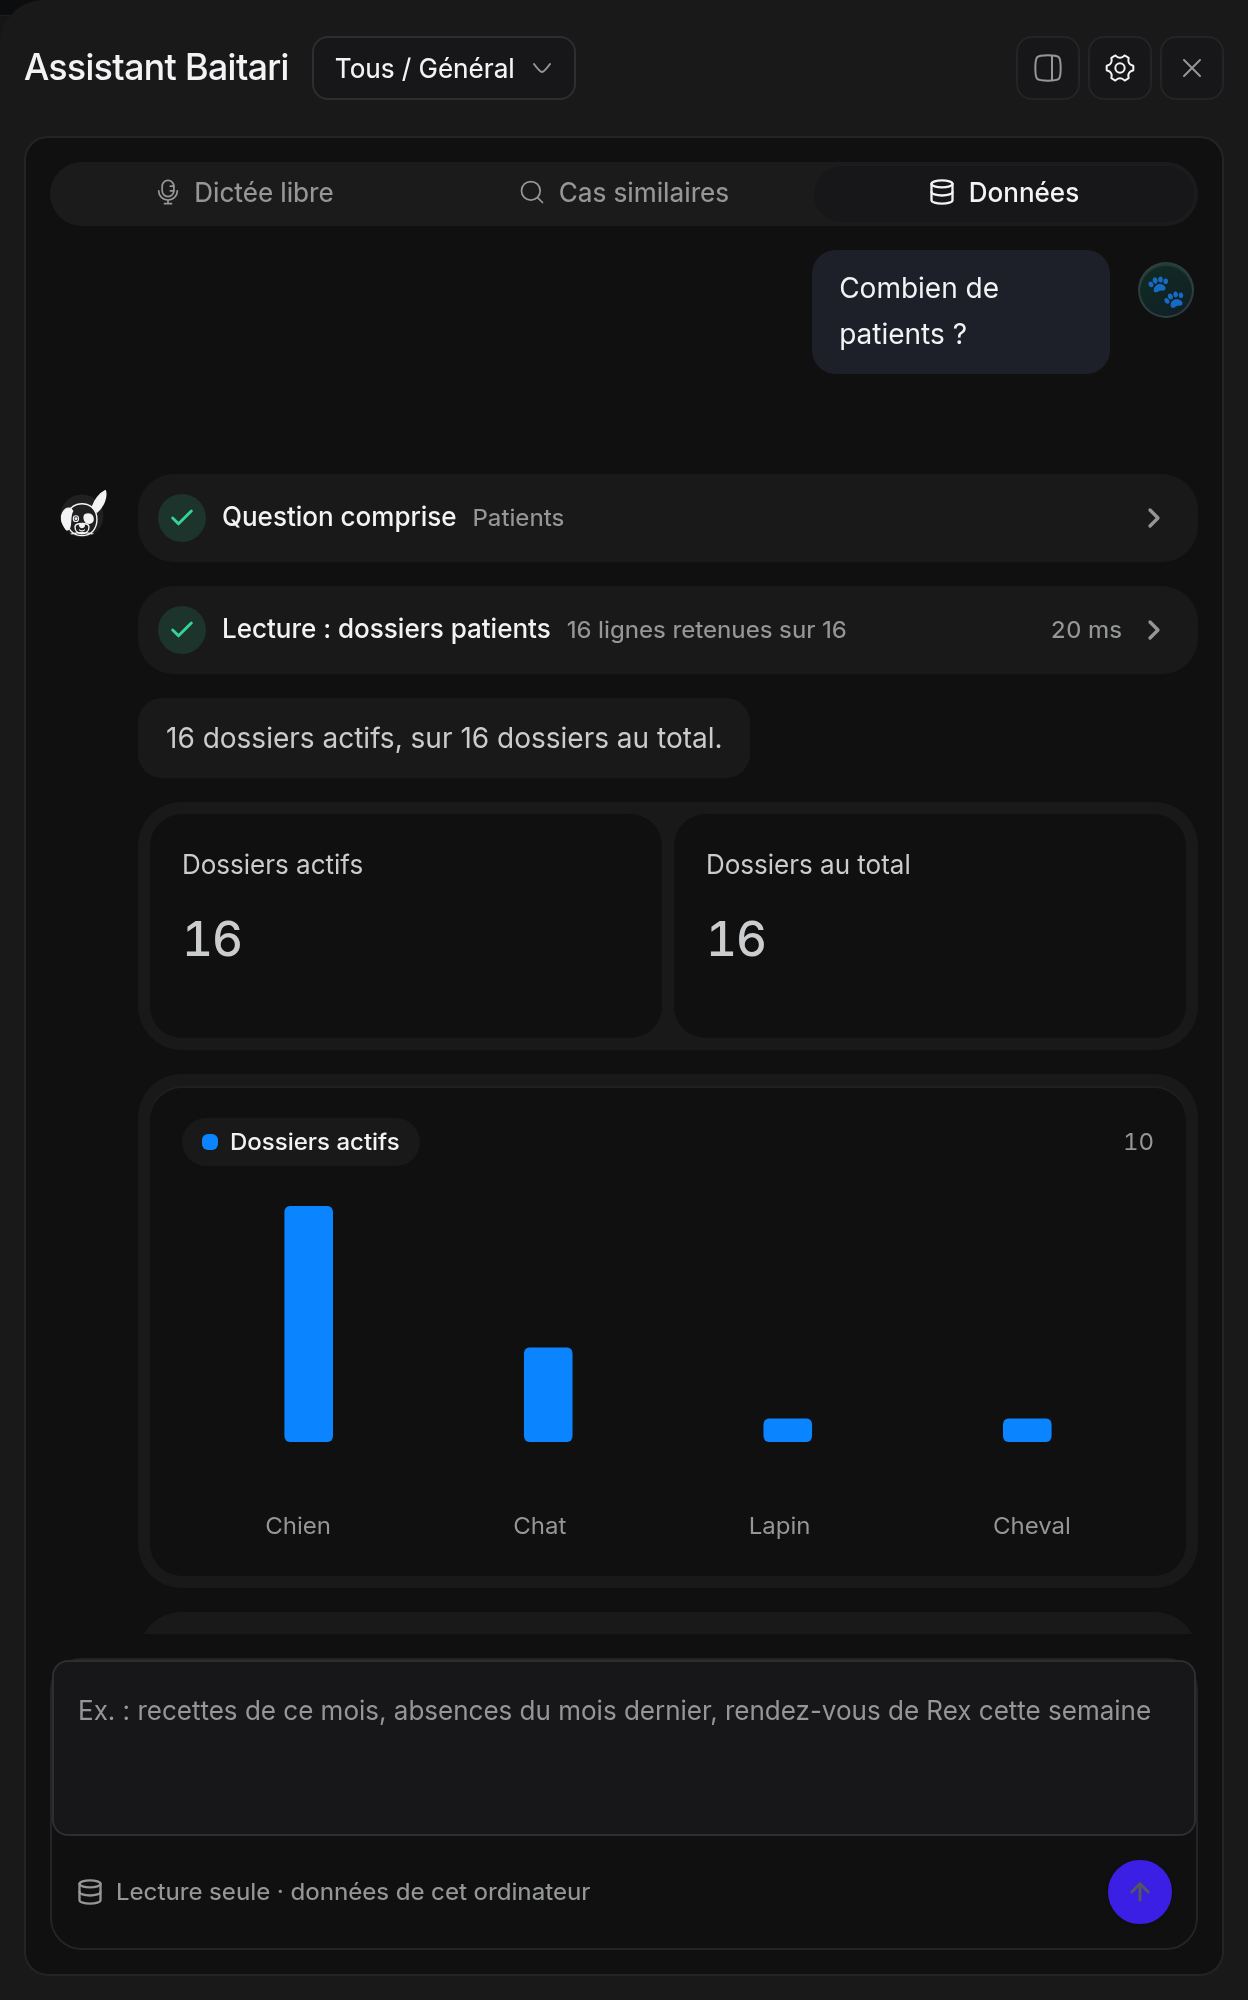 Assistant Baitari
Tous / Général
Dictée libre
Cas similaires
Données
Combien de
patients ?
Question comprise Patients
Lecture : dossiers patients 16 lignes retenues sur 16 20 ms
16 dossiers actifs, sur 16 dossiers au total.
Dossiers actifs
16
Dossiers au total
16
Dossiers actifs
10
Chien
Chat
Lapin
Cheval
Ex. : recettes de ce mois, absences du mois dernier, rendez-vous de Rex cette semaine
Lecture seule · données de cet ordinateur